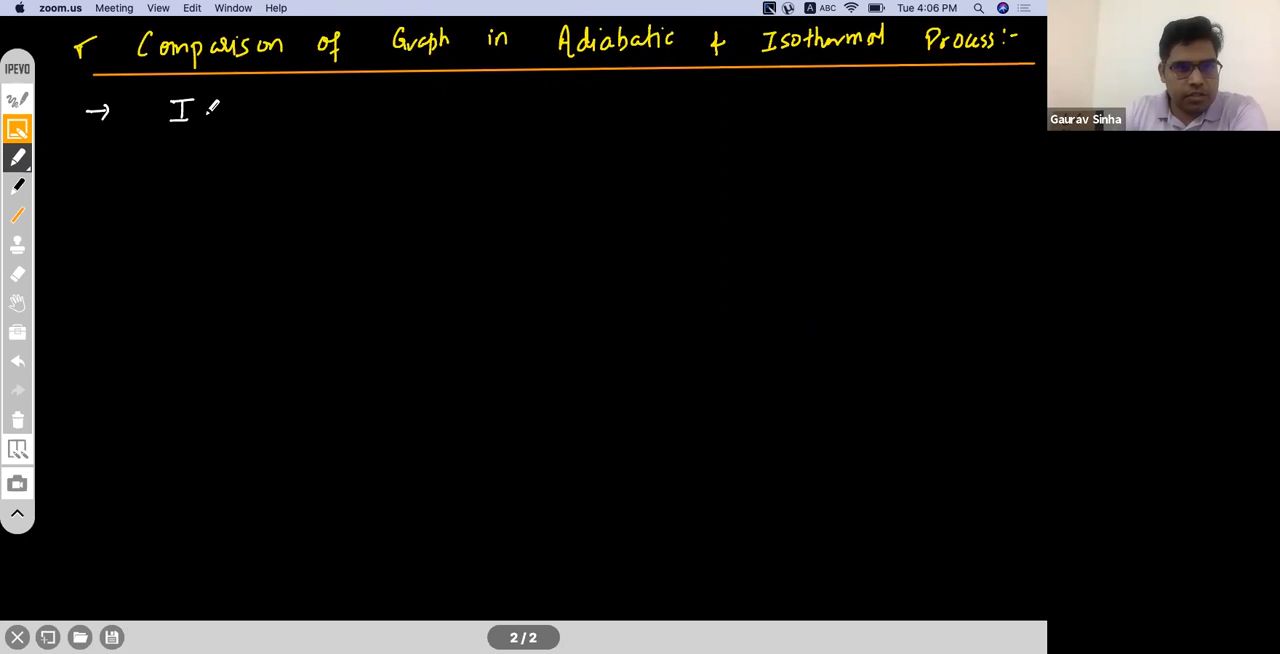 zoom.us Meeting View Edit Window Help A ABC Tue 4:06 PM
Comparison of Graph in Adiabatic & Isothermal Process:-
IPEVO
→ I
Gaurav Sinha
2/2